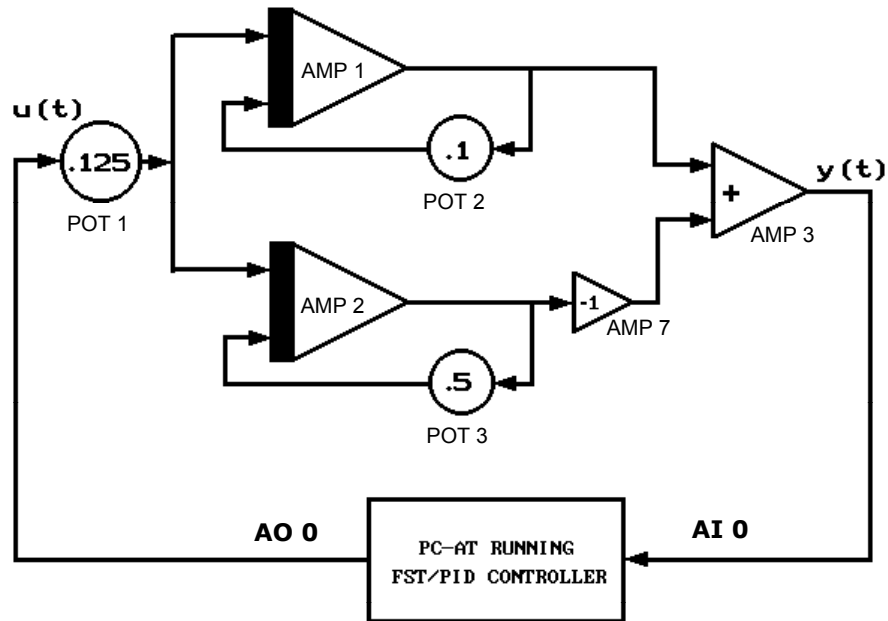 AMP 1
u(t)
.125
POT 1
.1
POT 2
y(t)
+
AMP 3
AMP 2
-1
AMP 7
.5
POT 3
AO 0
AI 0
PC-AT RUNNING
FST/PID CONTROLLER